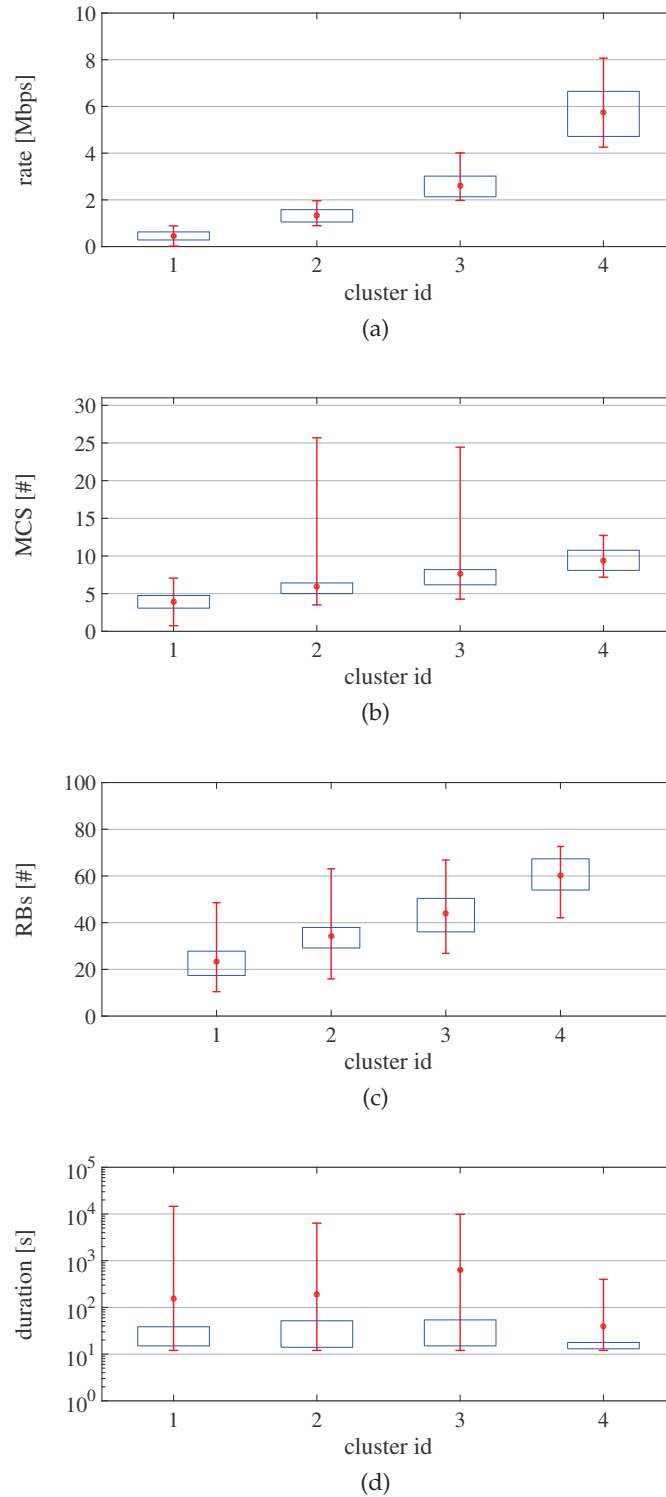 10
8
6
4
2
0
rate [Mbps]
1 2 3 4
cluster id
(a)
30
25
20
15
10
5
0
MCS [#]
1 2 3 4
cluster id
(b)
100
80
60
40
20
0
RBs [#]
1 2 3 4
cluster id
(c)
10^5
10^4
10^3
10^2
10^1
10^0
duration [s]
1 2 3 4
cluster id
(d)